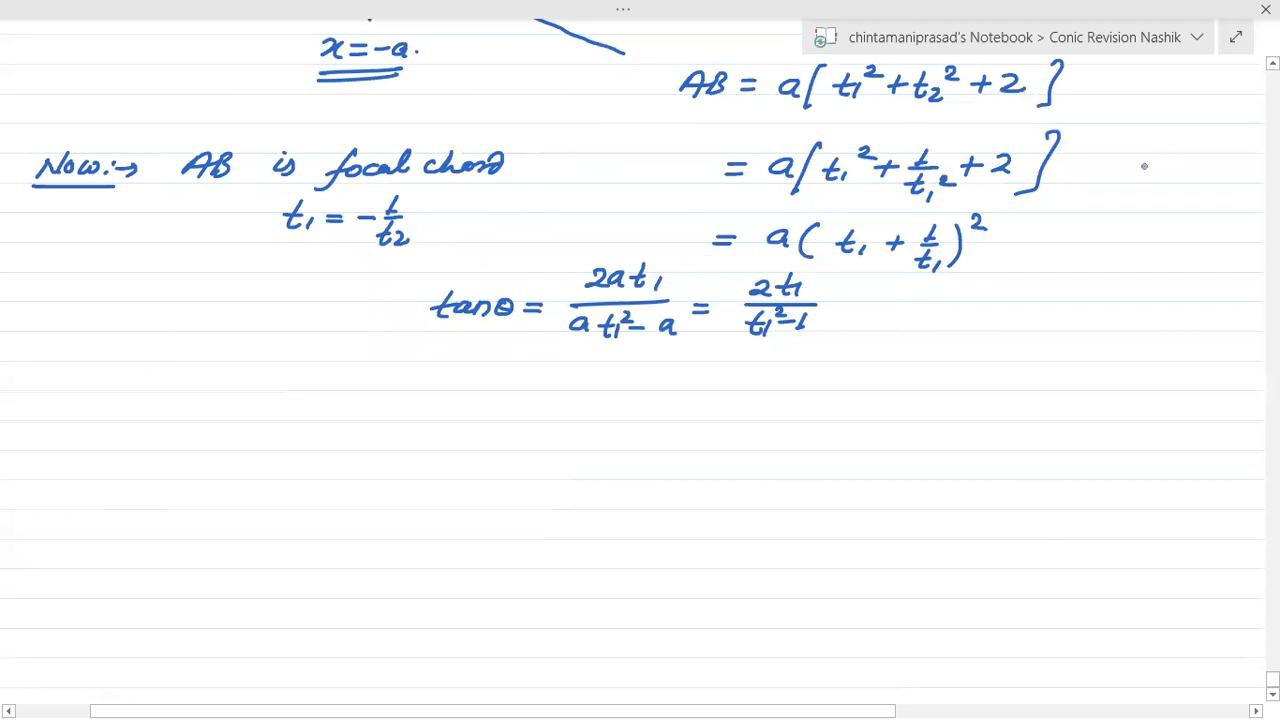 ...
chintamaniprasad's Notebook > Conic Revision Nashik
x = -a.
AB = a[t₁² + t₂² + 2]
Now:→ AB is focal chord
= a[t₁² + 1/t₁² + 2]
t₁ = -1/t₂
= a(t₁ + 1/t₁)²
tanθ = 2at₁/(at₁² - a) = 2t₁/(t₁² - 1)